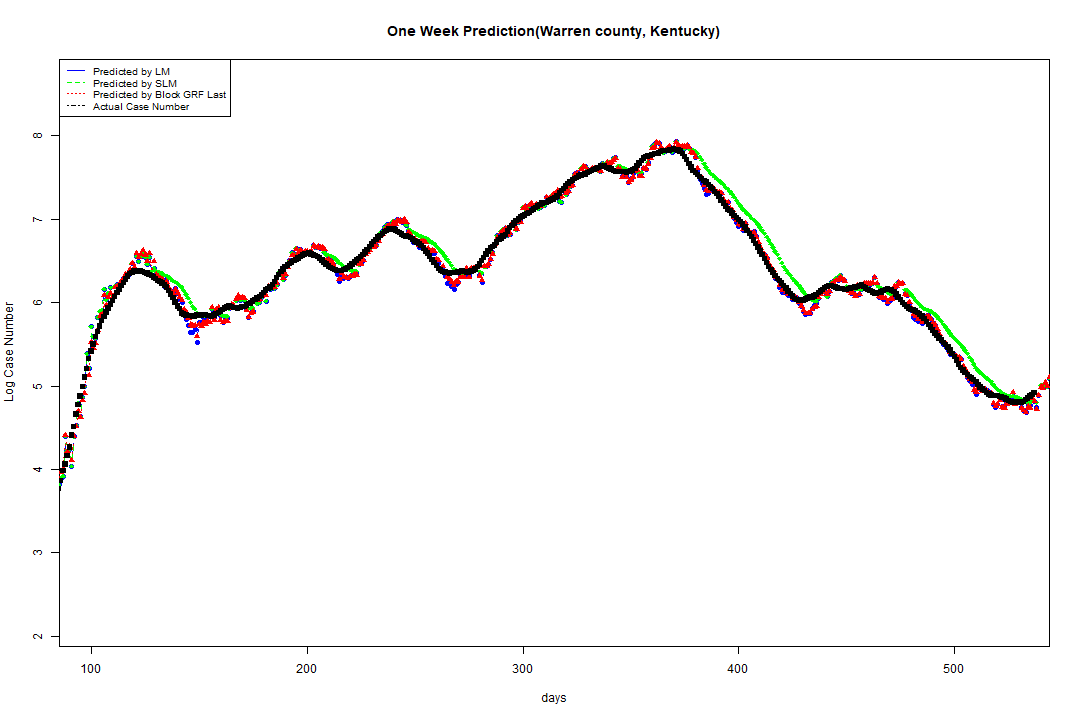 One Week Prediction(Warren county, Kentucky)
Predicted by LM
Predicted by SLM
Predicted by Block GRF Last
Actual Case Number
Log Case Number
8
7
6
5
4
3
2
100 200 300 400 500
days